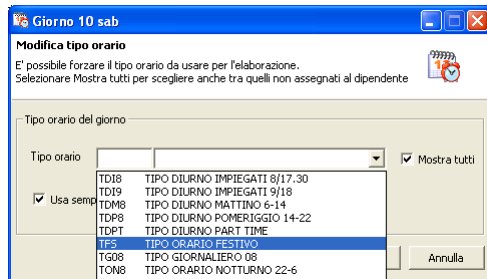 Giorno 10 sab
Modifica tipo orario
E' possibile forzare il tipo orario da usare per l'elaborazione.
Selezionare Mostra tutti per scegliere anche tra quelli non assegnati al dipendente
Tipo orario del giorno
Tipo orario
Mostra tutti
TDI8 TIPO DIURNO IMPIEGATI 8/17.30
TDI9 TIPO DIURNO IMPIEGATI 9/18
Usa semp
TDM8 TIPO DIURNO MATTINO 6-14
TDP8 TIPO DIURNO POMERIGGIO 14-22
TDPT TIPO DIURNO PART TIME
TFS TIPO ORARIO FESTIVO
TG08 TIPO GIORNALIERO 08
TON8 TIPO ORARIO NOTTURNO 22-6
Annulla